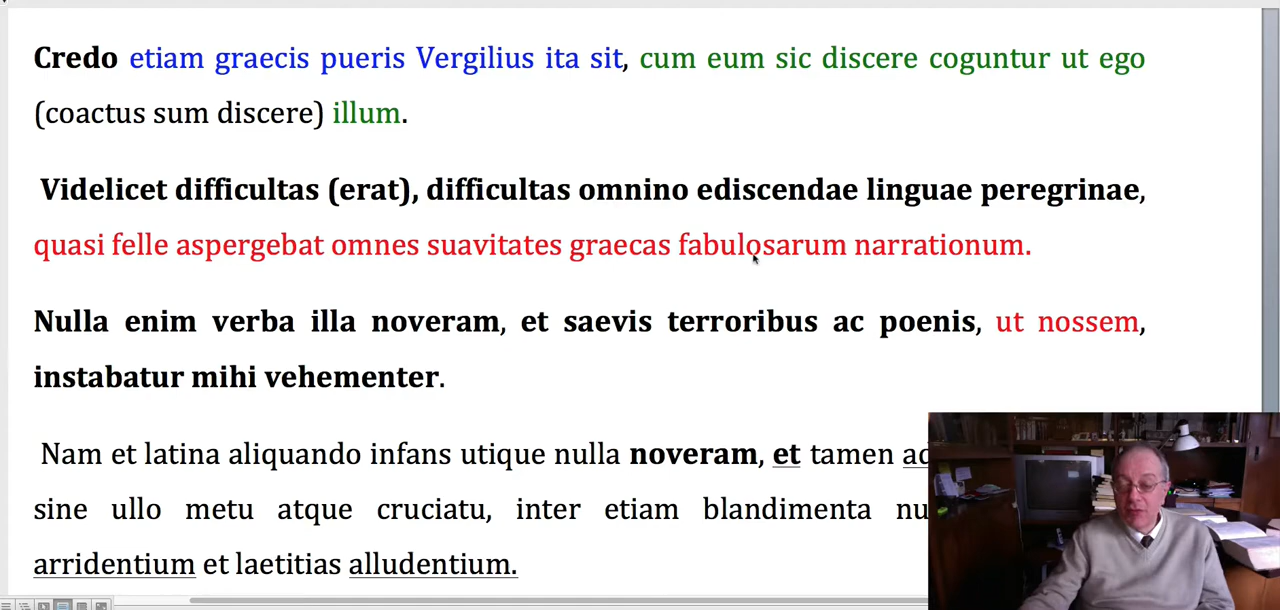 Credo etiam graecis pueris Vergilius ita sit, cum eum sic discere coguntur ut ego
(coactus sum discere) illum.
Videlicet difficultas (erat), difficultas omnino ediscendae linguae peregrinae,
quasi felle aspergebat omnes suavitates graecas fabulosarum narrationum.
Nulla enim verba illa noveram, et saevis terroribus ac poenis, ut nossem,
instabatur mihi vehementer.
Nam et latina aliquando infans utique nulla noveram, et tamen
sine ullo metu atque cruciatu, inter etiam blandimenta
arridentium et laetitias alludentium.